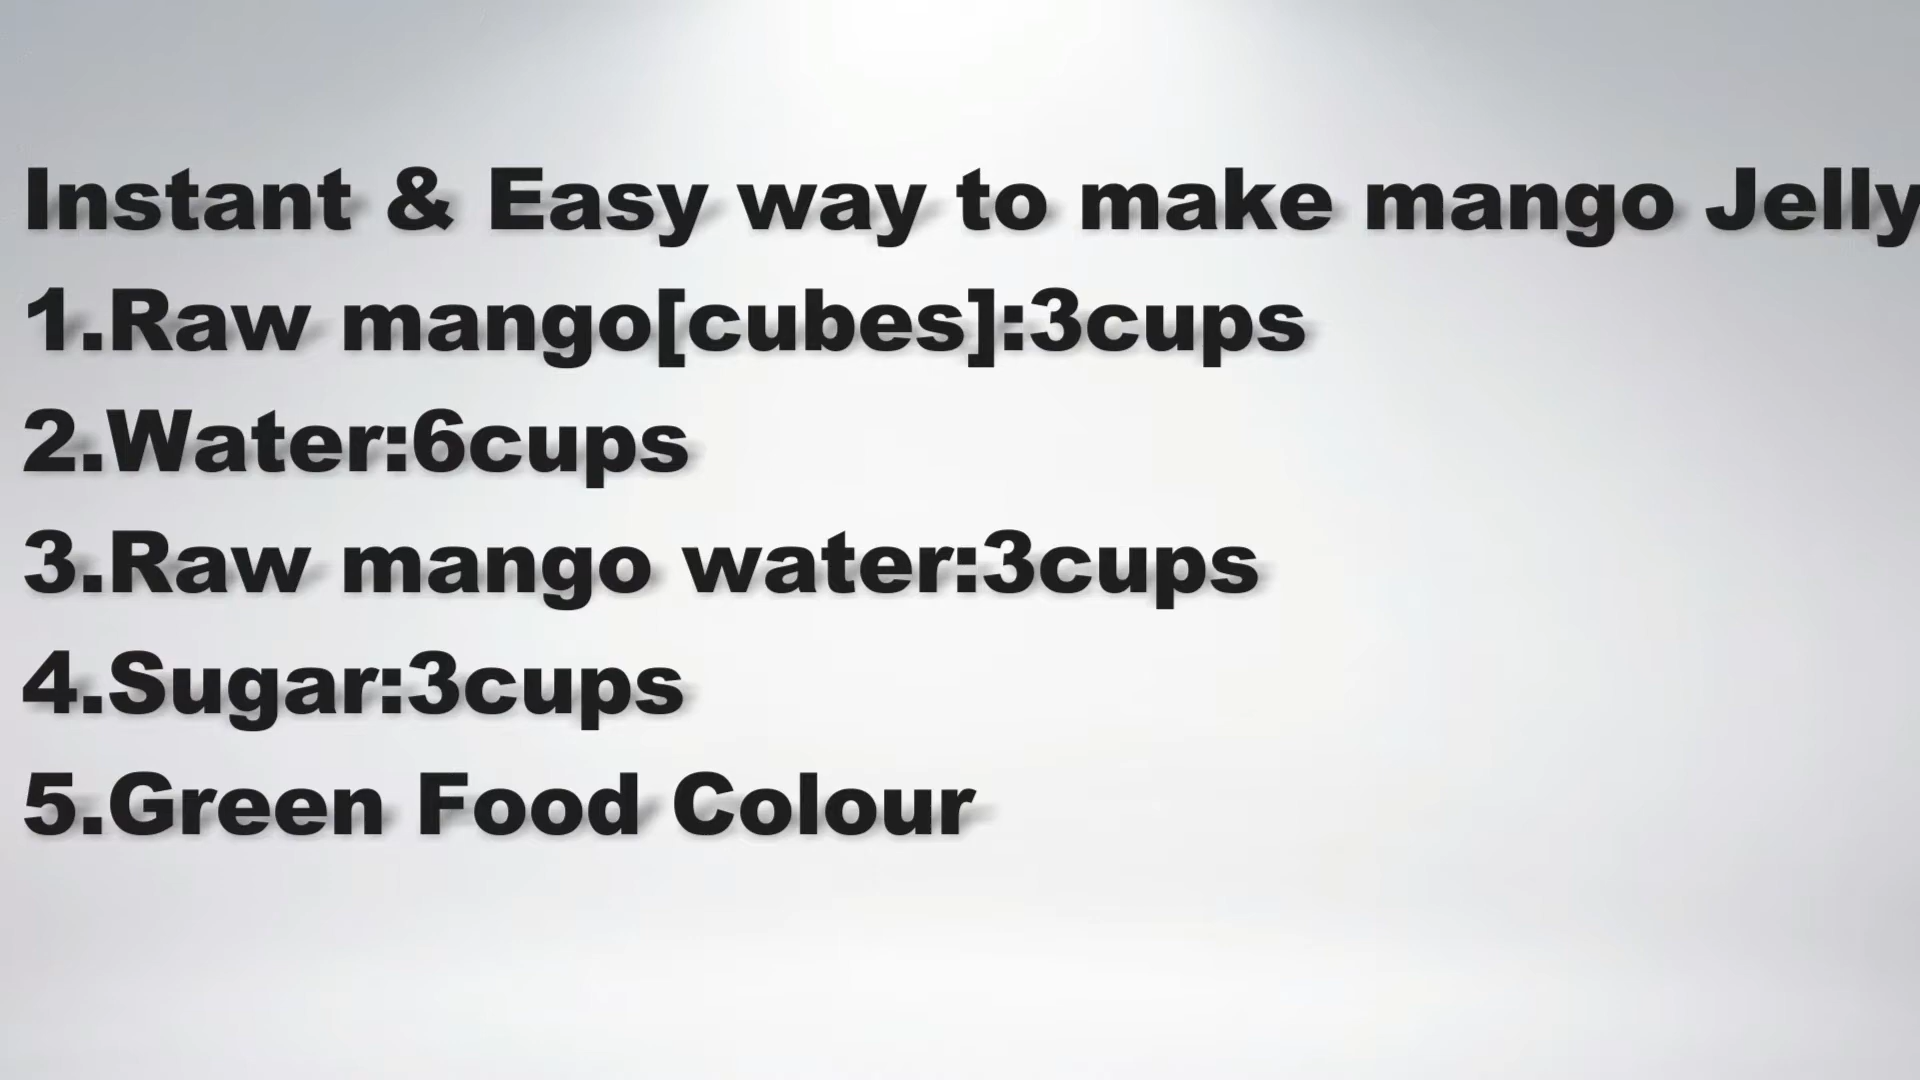 Instant & Easy way to make mango Jelly
1.Raw mango[cubes]:3cups
2.Water:6cups
3.Raw mango water:3cups
4.Sugar:3cups
5.Green Food Colour